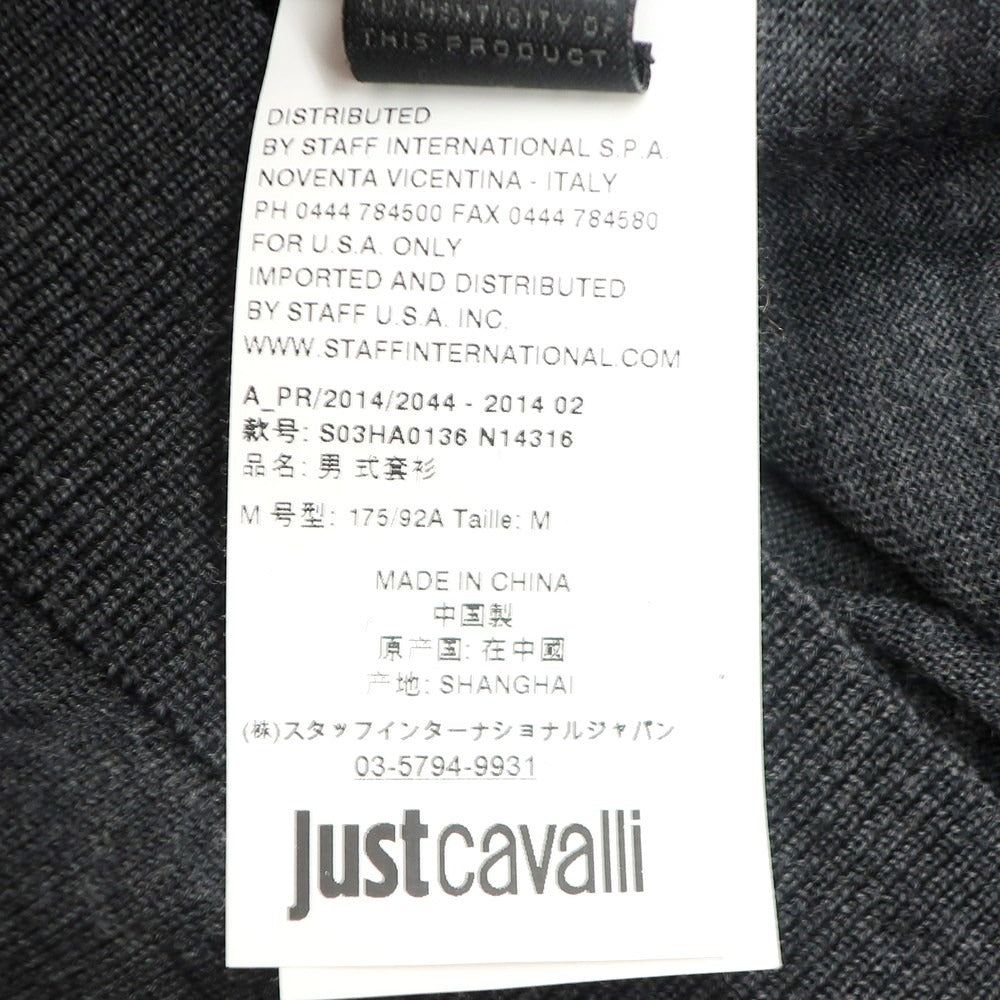 AUTHENTICITY OF
THIS PRODUCT
DISTRIBUTED
BY STAFF INTERNATIONAL S.P.A.
NOVENTA VICENTINA - ITALY
PH 0444 784500 FAX 0444 784580
FOR U.S.A. ONLY
IMPORTED AND DISTRIBUTED
BY STAFF U.S.A. INC.
WWW.STAFFINTERNATIONAL.COM
A_PR/2014/2044 - 2014 02
款号: S03HA0136 N14316
品名: 男 式套衫
M 号型: 175/92A Taille: M
MADE IN CHINA
中国製
原产国: 在中國
产地: SHANGHAI
(株)スタッフインターナショナルジャパン
03-5794-9931
justcavalli